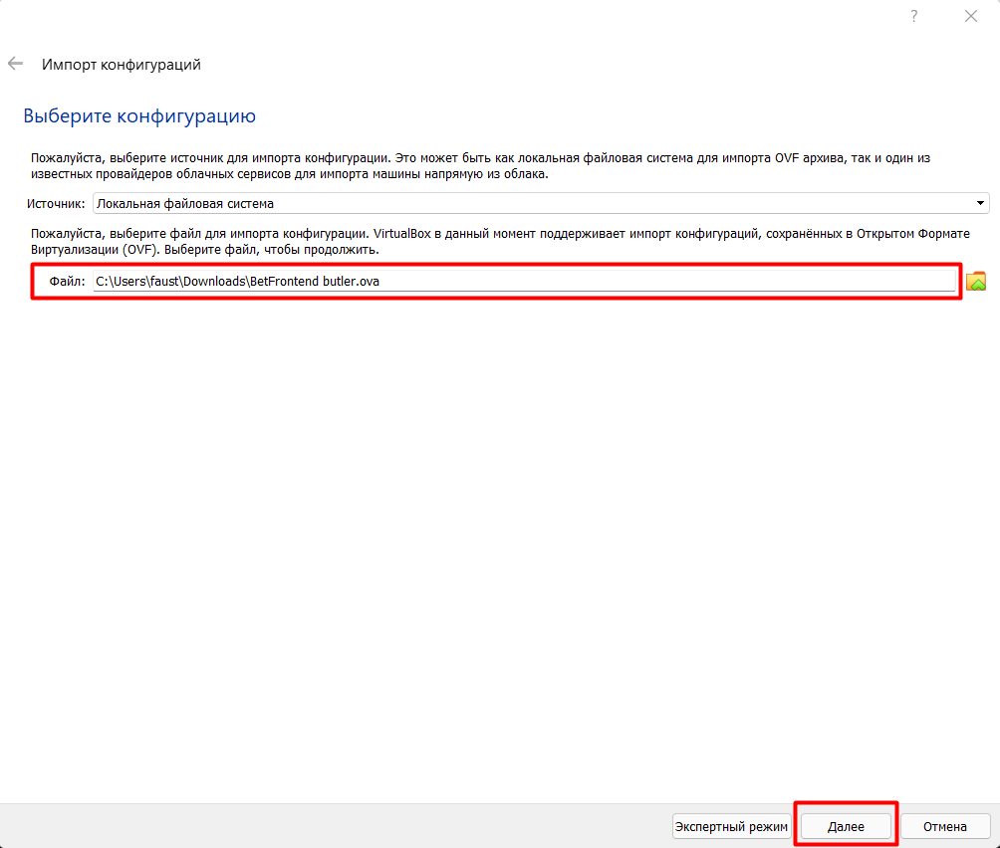 ?
Импорт конфигураций
Выберите конфигурацию
Пожалуйста, выберите источник для импорта конфигурации. Это может быть как локальная файловая система для импорта OVF архива, так и один из
известных провайдеров облачных сервисов для импорта машины напрямую из облака.
Источник: Локальная файловая система
Пожалуйста, выберите файл для импорта конфигурации. VirtualBox в данный момент поддерживает импорт конфигураций, сохранённых в Открытом Формате
Виртуализации (OVF). Выберите файл, чтобы продолжить.
Файл: C:\Users\faust\Downloads\BetFrontend butler.ova
Экспертный режим Далее Отмена